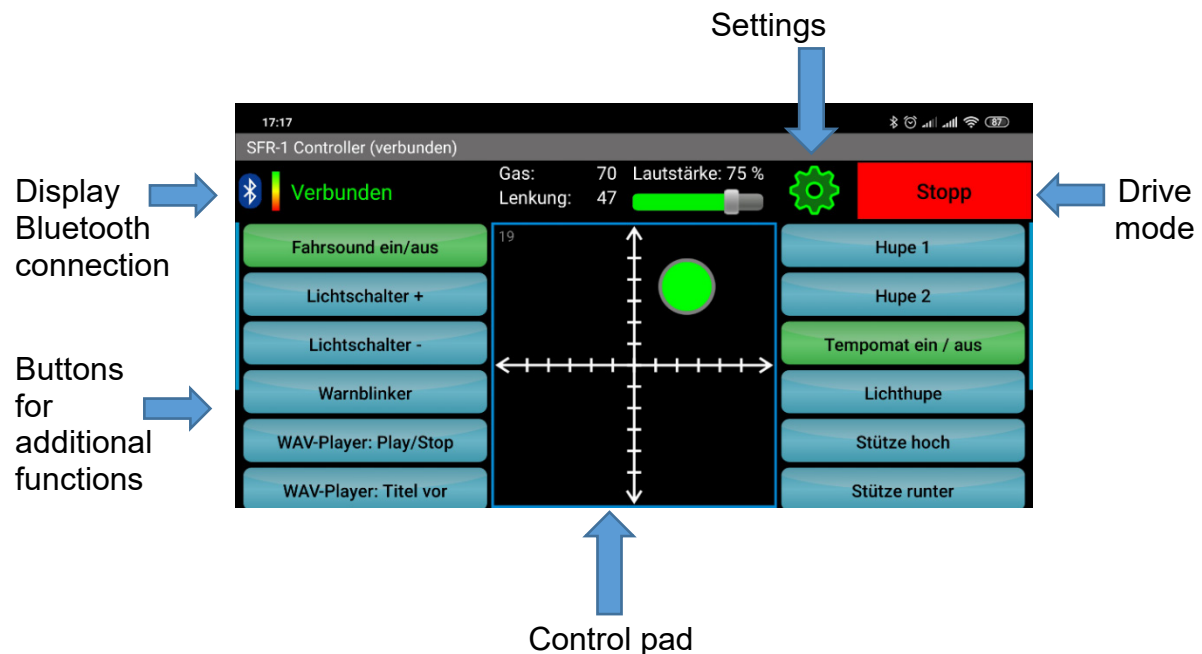 Settings
17:17
87
SFR-1 Controller (verbunden)
Display
Bluetooth
connection
Verbunden
Gas: 70
Lenkung: 47
Lautstärke: 75 %
Stopp
Drive
mode
Buttons
for
additional
functions
Fahrsound ein/aus
Lichtschalter +
Lichtschalter -
Warnblinker
WAV-Player: Play/Stop
WAV-Player: Titel vor
19
Hupe 1
Hupe 2
Tempomat ein / aus
Lichthupe
Stütze hoch
Stütze runter
Control pad